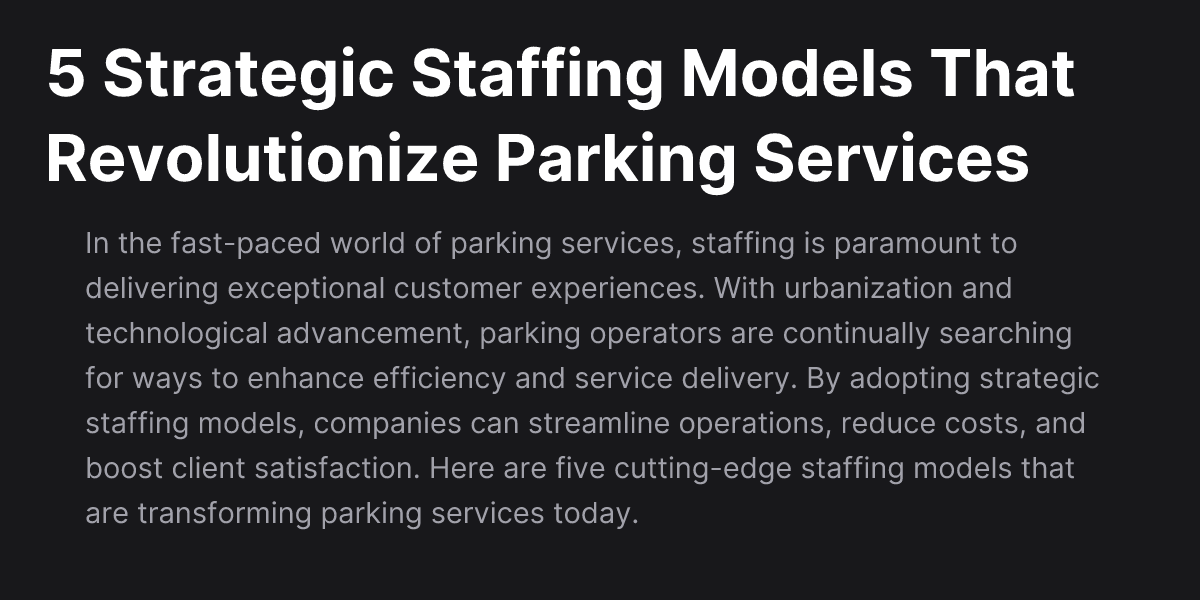 5 Strategic Staffing Models That
Revolutionize Parking Services
In the fast-paced world of parking services, staffing is paramount to
delivering exceptional customer experiences. With urbanization and
technological advancement, parking operators are continually searching
for ways to enhance efficiency and service delivery. By adopting strategic
staffing models, companies can streamline operations, reduce costs, and
boost client satisfaction. Here are five cutting-edge staffing models that
are transforming parking services today.